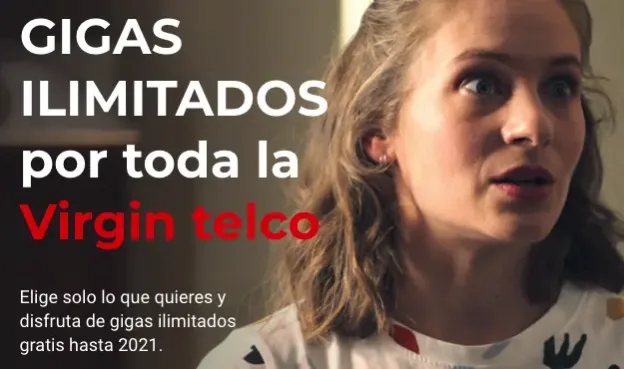 GIGAS
ILIMITADOS
por toda la
Virgin telco
Elige solo lo que quieres y
disfruta de gigas ilimitados
gratis hasta 2021.